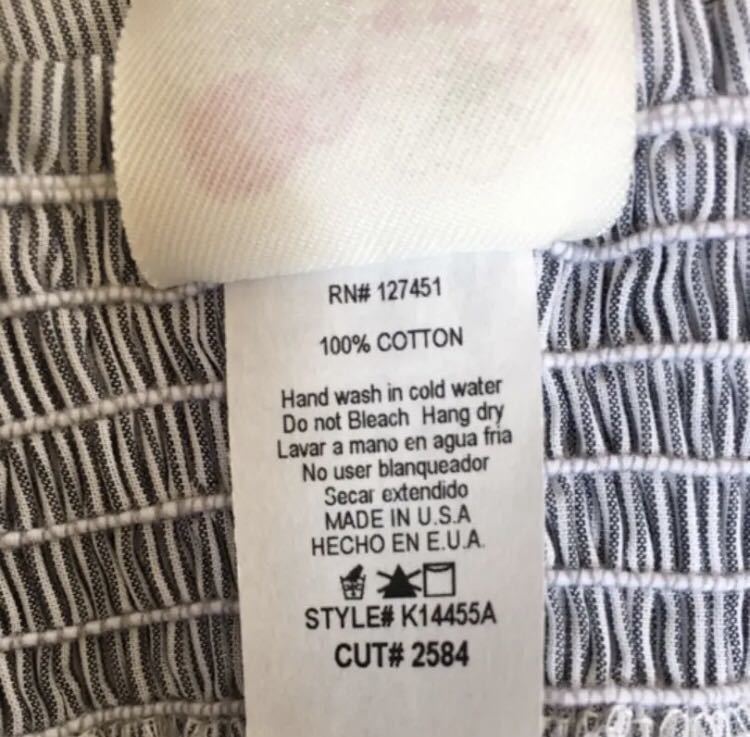 RN# 127451
100% COTTON
Hand wash in cold water
Do not Bleach Hang dry
Lavar a mano en agua fria
No user blanqueador
Secar extendido
MADE IN U.S.A
HECHO EN E.U.A.
STYLE# K14455A
CUT# 2584